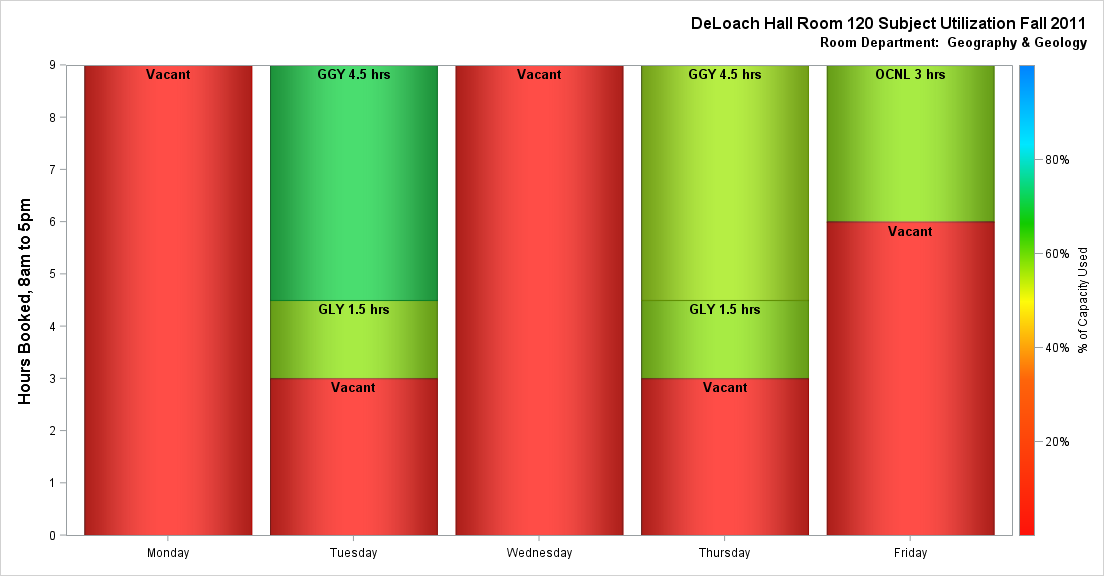 DeLoach Hall Room 120 Subject Utilization Fall 2011
Room Department: Geography & Geology
Hours Booked, 8am to 5pm
9
8
7
6
5
4
3
2
1
0
Vacant
GGY 4.5 hrs
GLY 1.5 hrs
Vacant
Vacant
GGY 4.5 hrs
GLY 1.5 hrs
Vacant
OCNL 3 hrs
Vacant
Monday
Tuesday
Wednesday
Thursday
Friday
80%
60%
40%
20%
% of Capacity Used